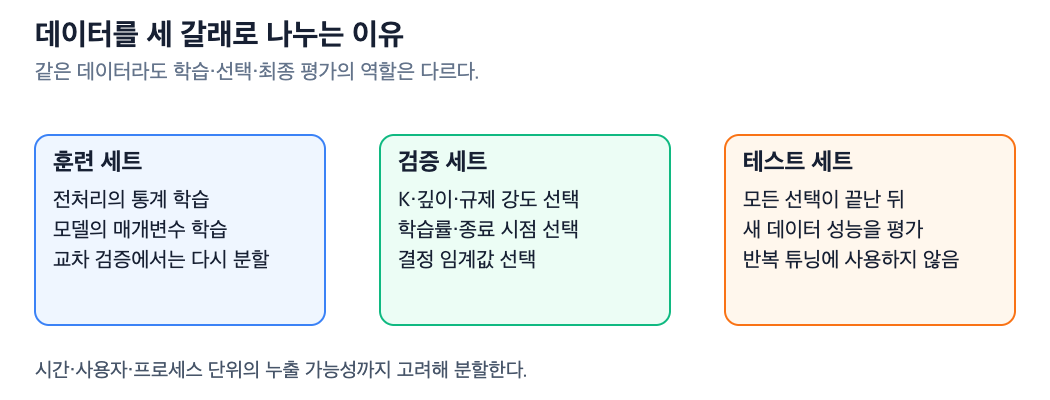 데이터를 세 갈래로 나누는 이유
같은 데이터라도 학습·선택·최종 평가의 역할은 다르다.
훈련 세트
전처리의 통계 학습
모델의 매개변수 학습
교차 검증에서는 다시 분할
검증 세트
K·깊이·규제 강도 선택
학습률·종료 시점 선택
결정 임계값 선택
테스트 세트
모든 선택이 끝난 뒤
새 데이터 성능을 평가
반복 튜닝에 사용하지 않음
시간·사용자·프로세스 단위의 누출 가능성까지 고려해 분할한다.